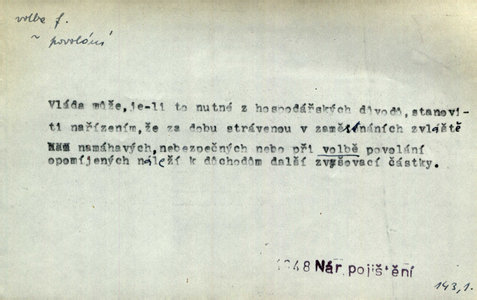 volba f.
~ povolání
Vláda může, je-li to nutné z hospodářských důvodů, stanovi-
ti nařízením, že za dobu strávenou v zaměstnáních zvláště
namáhavých, nebezpečných nebo při volbě povolání
opomíjených náleží k důchodům další zvyšovací částky.
1948 Nár. pojištění
143,1.